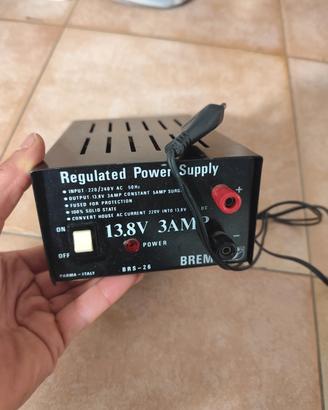 Regulated Power Supply
● INPUT 220/240V AC 50Hz
● OUTPUT 13.8V 3AMP CONSTANT 5AMP SURG
● FUSED FOR PROTECTION
● 100% SOLID STATE
● CONVERT HOUSE AC CURRENT 220V INTO 13.8V
ON
OFF
13.8V 3AMP
POWER
+
−
PARMA-ITALY
BRS-26
BREM